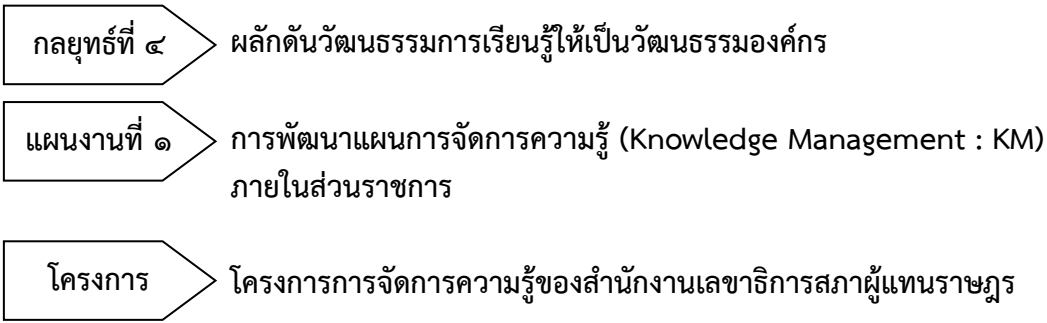 กลยุทธ์ที่ ๔ ผลักดันวัฒนธรรมการเรียนรู้ให้เป็นวัฒนธรรมองค์กร
แผนงานที่ ๑ การพัฒนาแผนการจัดการความรู้ (Knowledge Management : KM)
ภายในส่วนราชการ
โครงการ โครงการการจัดการความรู้ของสำนักงานเลขาธิการสภาผู้แทนราษฎร